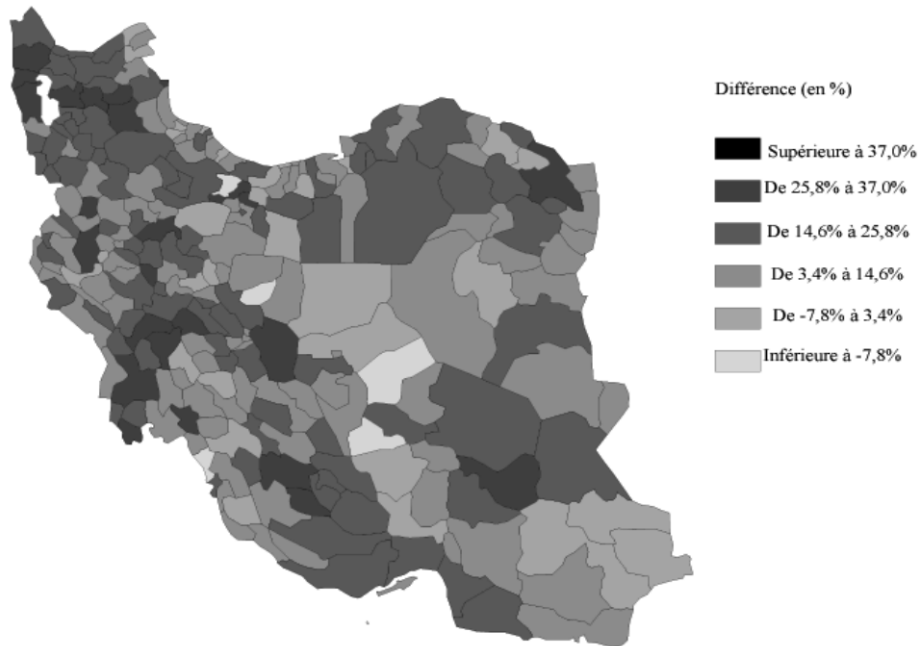 Différence (en %)
Supérieure à 37,0%
De 25,8% à 37,0%
De 14,6% à 25,8%
De 3,4% à 14,6%
De -7,8% à 3,4%
Inférieure à -7,8%